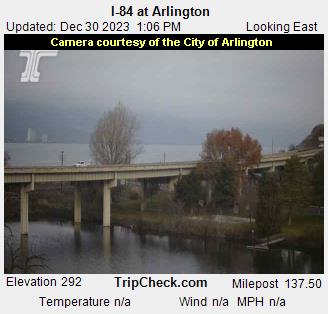 I-84 at Arlington
Updated: Dec 30 2023 1:06 PM Looking East
Camera courtesy of the City of Arlington
Elevation 292 TripCheck.com Milepost 137.50
Temperature n/a Wind n/a MPH n/a